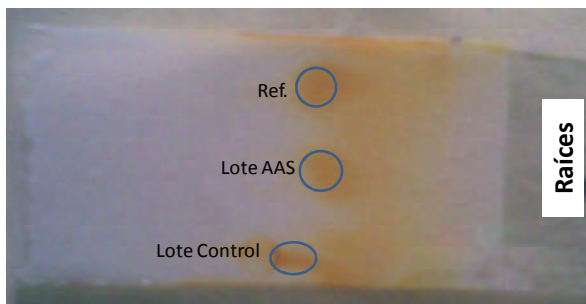 Ref.
Lote AAS
Lote Control
Raíces